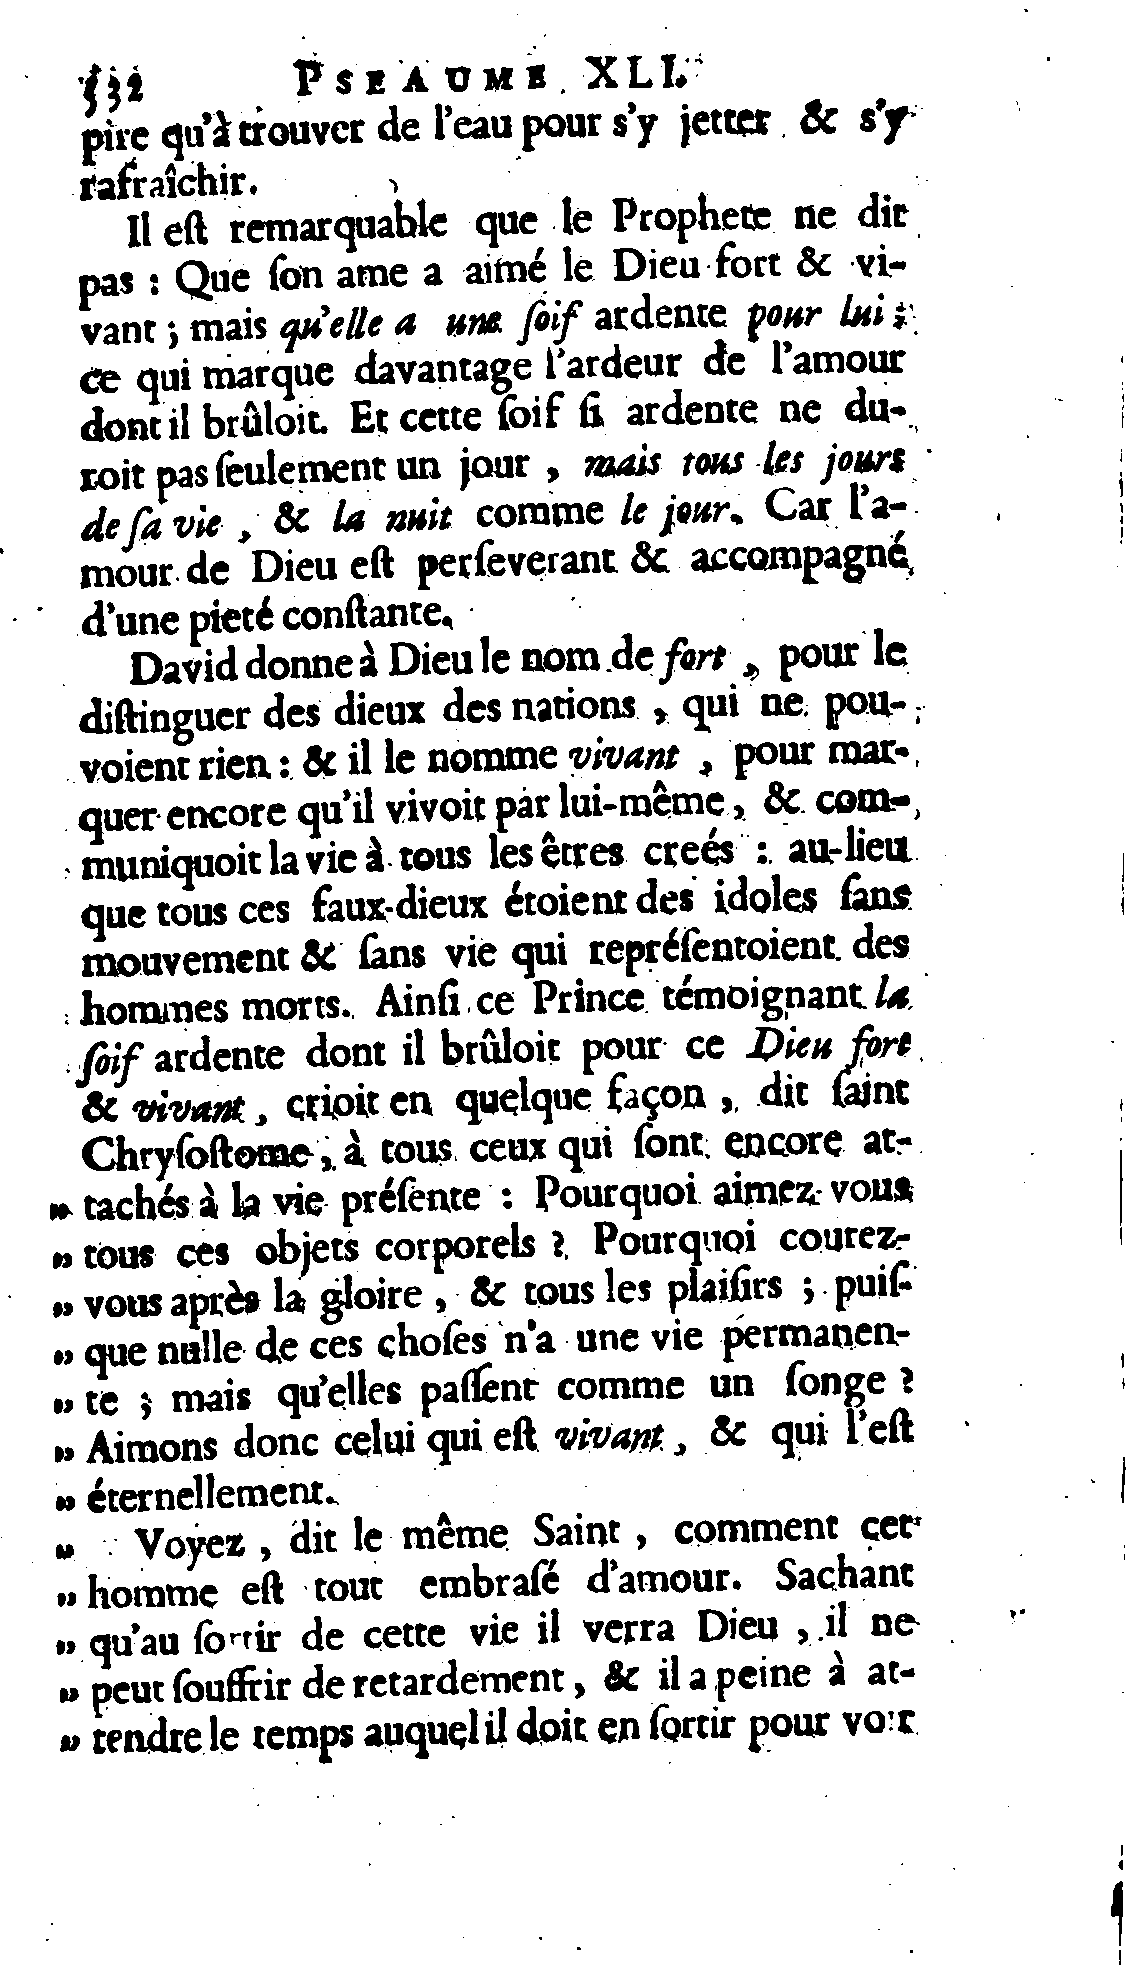 532 PSEAUME XLI.
pire qu'à trouver de l'eau pour s'y jetter & s'y
rafraîchir.
Il eſt remarquable que le Prophete ne dit
pas : Que ſon ame a aimé le Dieu fort & vi-
vant ; mais qu'elle a une ſoif ardente pour lui ;
ce qui marque davantage l'ardeur de l'amour
dont il brûloit. Et cette ſoif ſi ardente ne du-
roit pas ſeulement un jour , mais tous les jours
de ſa vie , & la nuit comme le jour. Car l'a-
mour de Dieu eſt perſeverant & accompagné
d'une pieté conſtante.
David donne à Dieu le nom de fort , pour le
diſtinguer des dieux des nations , qui ne pou-
voient rien : & il le nomme vivant , pour mar-
quer encore qu'il vivoit par lui-même , & com-
muniquoit la vie à tous les êtres creés : au-lieu
que tous ces faux-dieux étoient des idoles ſans
mouvement & ſans vie qui repréſentoient des
hommes morts. Ainſi ce Prince témoignant la
ſoif ardente dont il brûloit pour ce Dieu fort
& vivant , crioit en quelque façon , dit ſaint
Chryſoſtome , à tous ceux qui ſont encore at-
" tachés à la vie préſente : Pourquoi aimez vous
" tous ces objets corporels ? Pourquoi courez-
" vous après la gloire , & tous les plaiſirs ; puiſ-
" que nulle de ces choſes n'a une vie permanen-
" te ; mais qu'elles paſſent comme un ſonge ?
" Aimons donc celui qui eſt vivant , & qui l'eſt
" éternellement.
" Voyez , dit le même Saint , comment cet
" homme eſt tout embraſé d'amour. Sachant
" qu'au ſortir de cette vie il verra Dieu , il ne
" peut ſouffrir de retardement , & il a peine à at-
" tendre le temps auquel il doit en ſortir pour voir